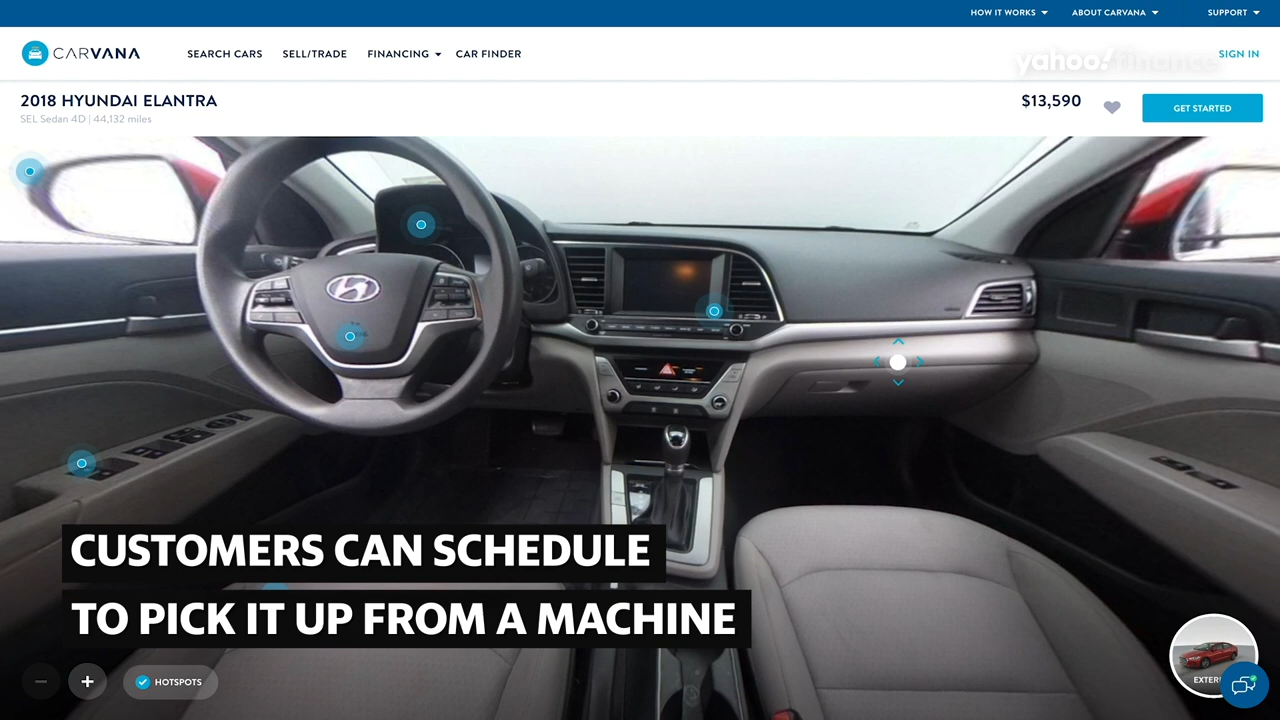 HOW IT WORKS ABOUT CARVANA SUPPORT
CARVANA SEARCH CARS SELL/TRADE FINANCING CAR FINDER yahoo! finance SIGN IN
2018 HYUNDAI ELANTRA $13,590 GET STARTED
SEL Sedan 4D | 44,132 miles
CUSTOMERS CAN SCHEDULE
TO PICK IT UP FROM A MACHINE
HOTSPOTS